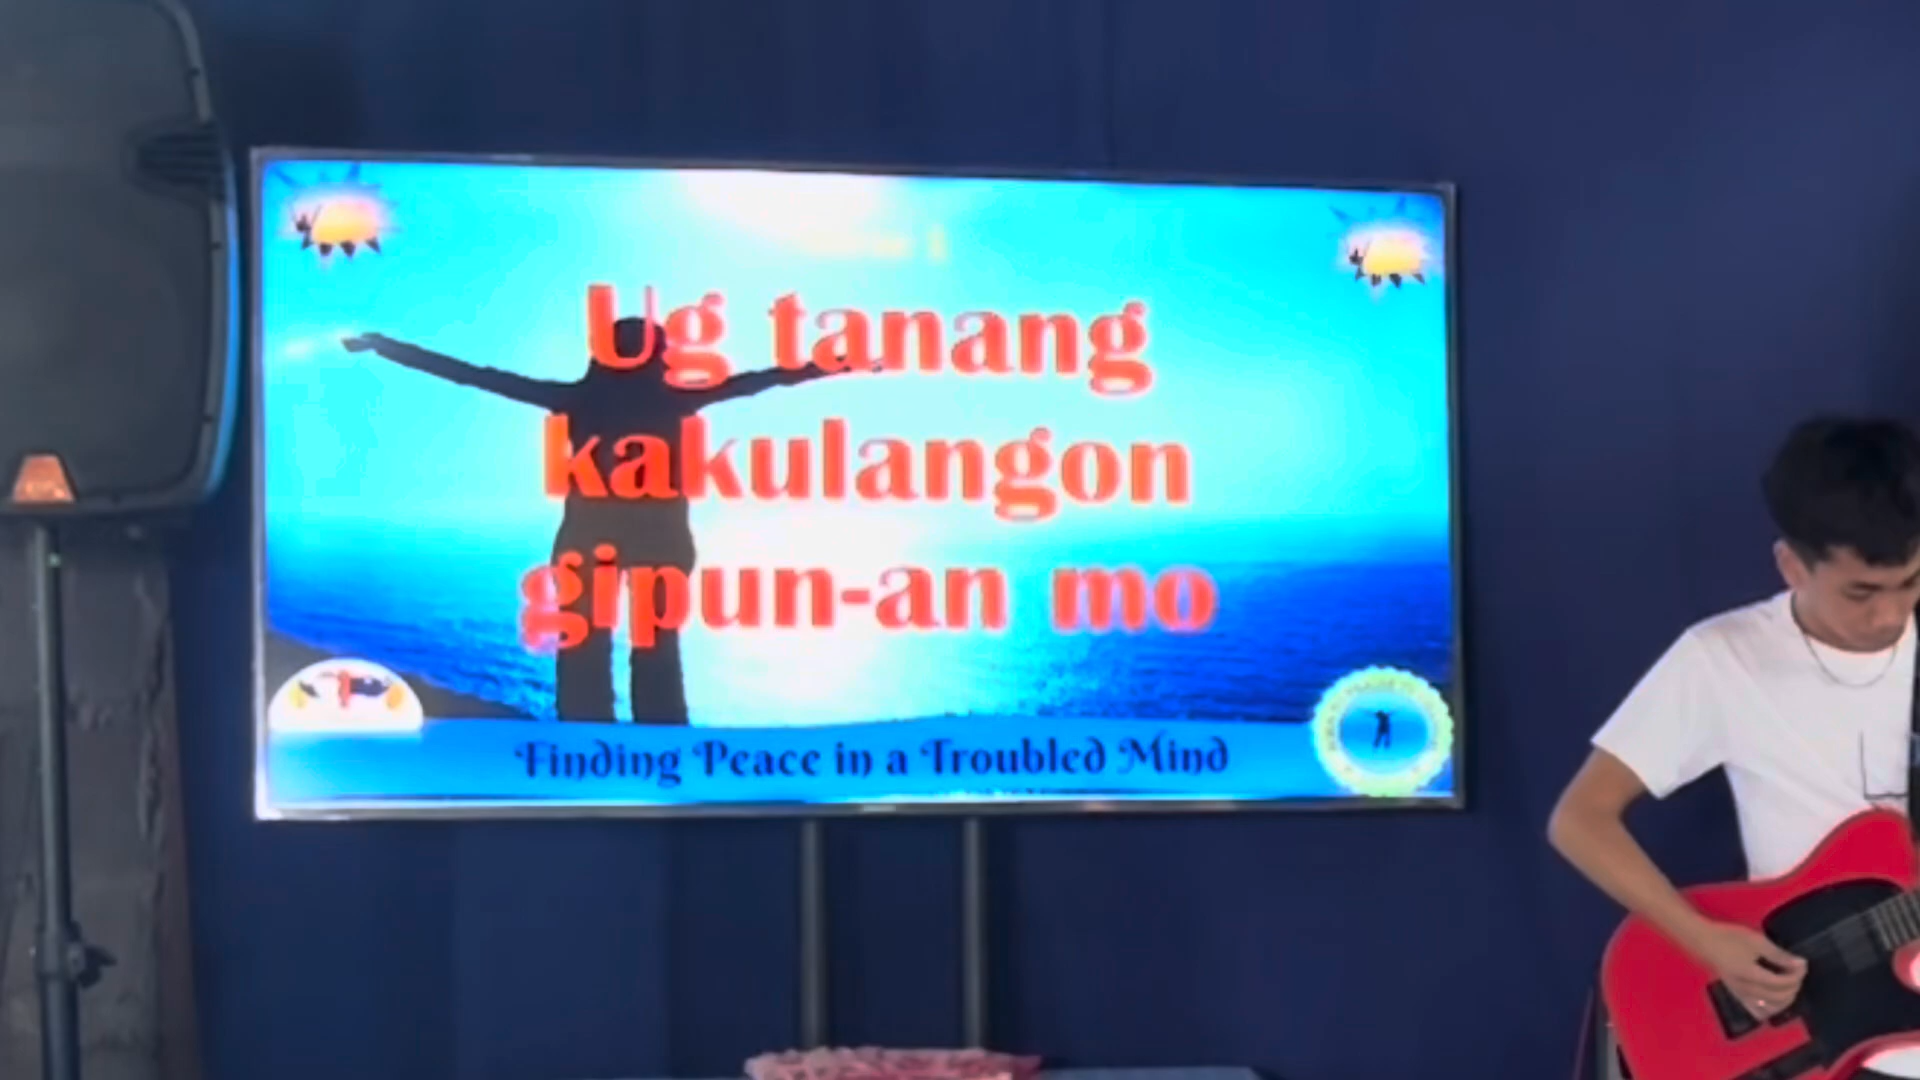 Ug tanang
kakulangon
gipun-an mo
Finding Peace in a Troubled Mind